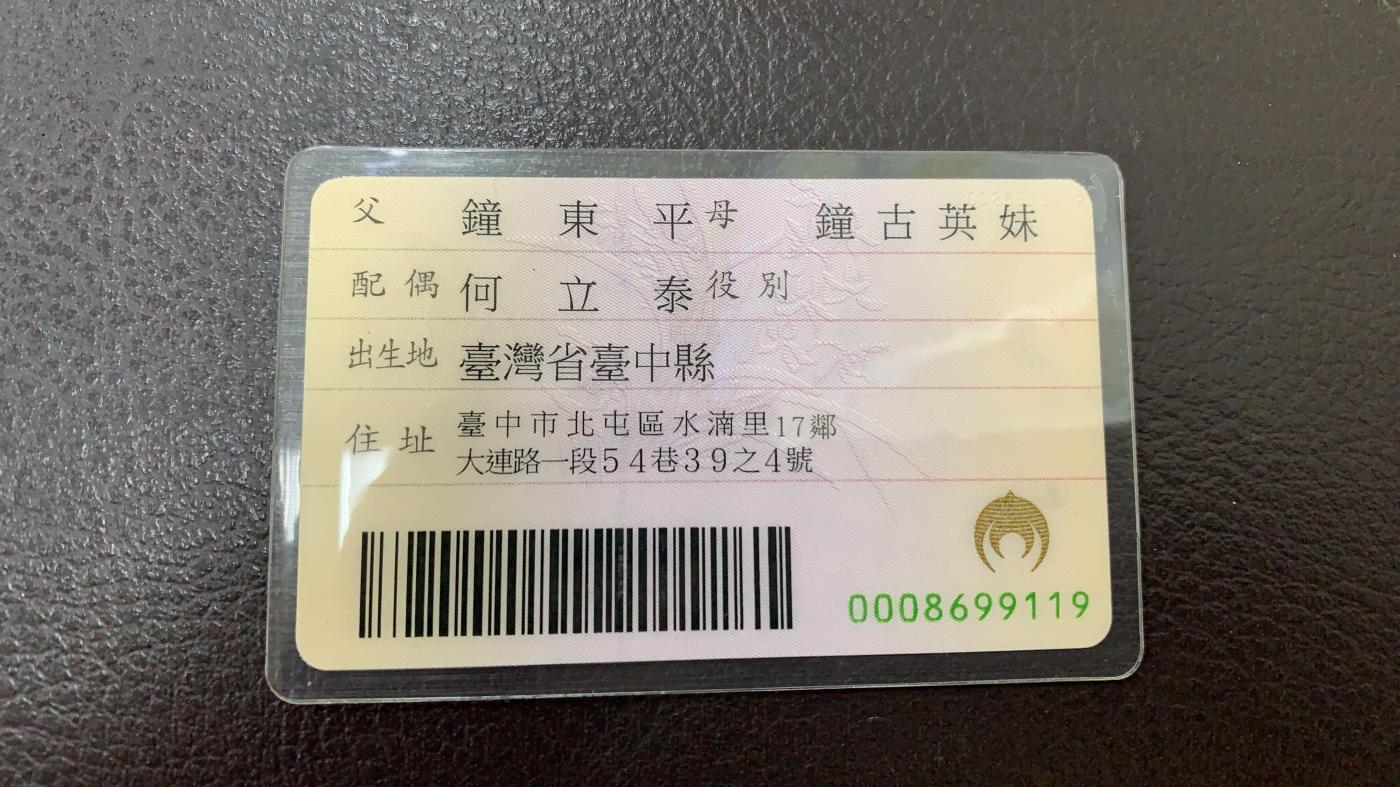 父 鐘東平 母 鐘古英妹
配偶 何立泰 役別
出生地 臺灣省臺中縣
住址 臺中市北屯區水湳里17鄰
大連路一段54巷39之4號
0008699119